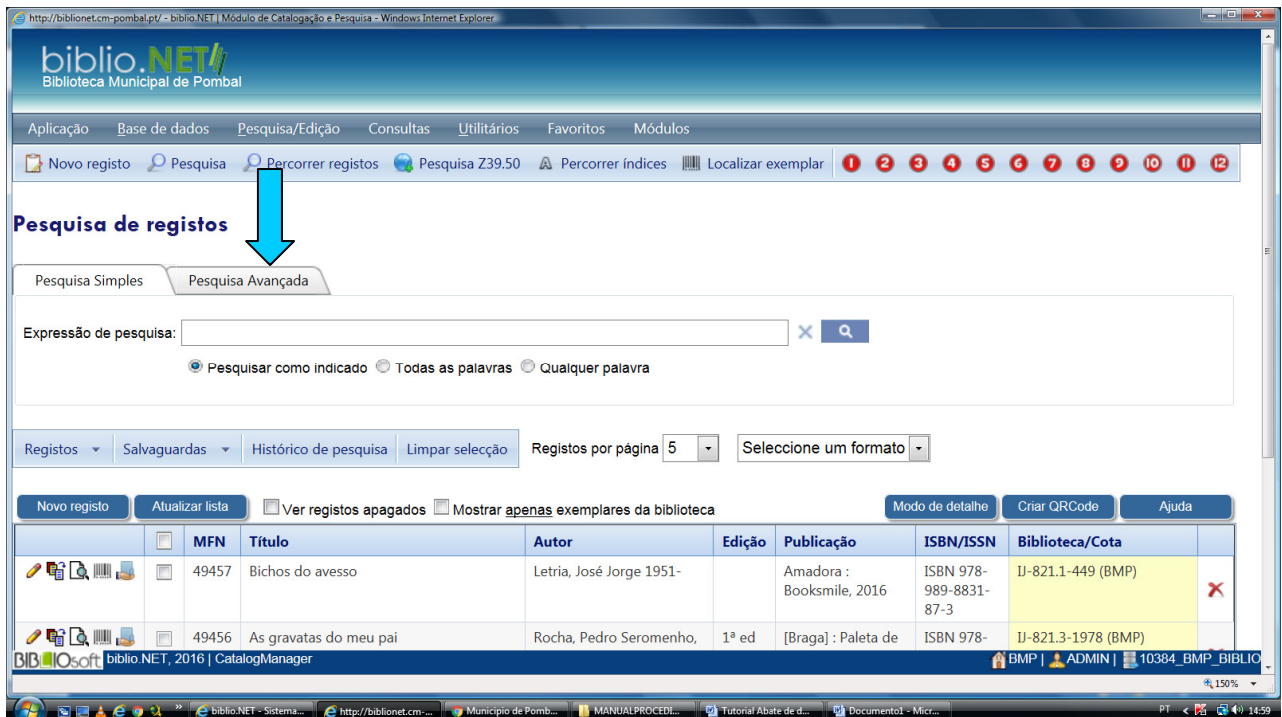 http://biblionet.cm-pombal.pt/ - biblio.NET | Módulo de Catalogação e Pesquisa - Windows Internet Explorer
biblio.NET
Biblioteca Municipal de Pombal
Aplicação Base de dados Pesquisa/Edição Consultas Utilitários Favoritos Módulos
Novo registo Pesquisa Percorrer registos Pesquisa Z39.50 Percorrer índices Localizar exemplar 1 2 3 4 5 6 7 8 9 10 11 12
Pesquisa de registos
Pesquisa Simples Pesquisa Avançada
Expressão de pesquisa:
Pesquisar como indicado Todas as palavras Qualquer palavra
Registos Salvaguardas Histórico de pesquisa Limpar selecção Registos por página 5 Seleccione um formato
Novo registo Atualizar lista Ver registos apagados Mostrar apenas exemplares da biblioteca Modo de detalhe Criar QRCode Ajuda
MFN Título Autor Edição Publicação ISBN/ISSN Biblioteca/Cota
49457 Bichos do avesso Letria, José Jorge 1951- Amadora : ISBN 978- IJ-821.1-449 (BMP)
Booksmile, 2016 989-8831-
87-3
49456 As gravatas do meu pai Rocha, Pedro Seromenho, 1ª ed [Braga] : Paleta de ISBN 978- IJ-821.3-1978 (BMP)
BIBLIOsoft biblio.NET, 2016 | CatalogManager BMP | ADMIN | 10384_BMP_BIBLIO
150%
biblio.NET - Sistema... http://biblionet.cm-... Municipio de Pomb... MANUALPROCEDI... Tutorial Abate de d... Documento1 - Micr... PT 14:59